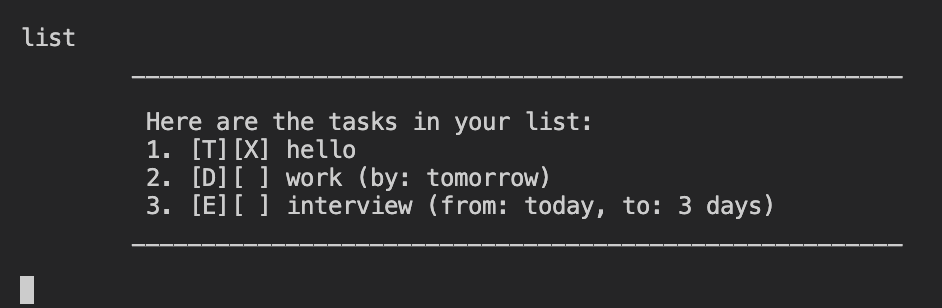 list
____________________________________________________________
Here are the tasks in your list:
1. [T][X] hello
2. [D][ ] work (by: tomorrow)
3. [E][ ] interview (from: today, to: 3 days)
____________________________________________________________